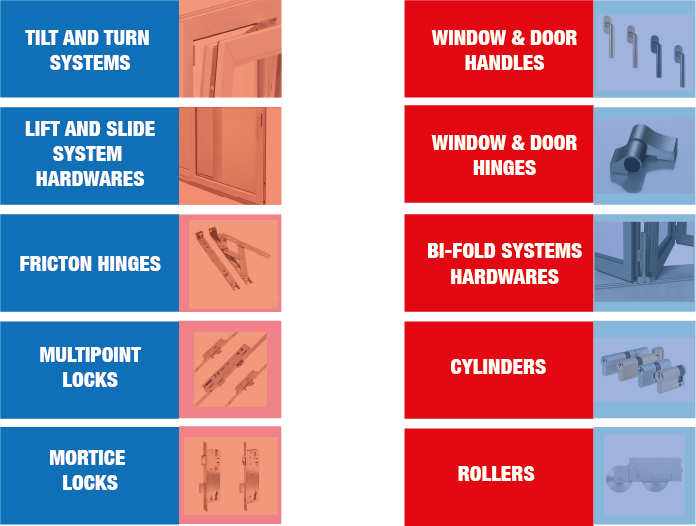 TILT AND TURN
SYSTEMS
LIFT AND SLIDE
SYSTEM
HARDWARES
FRICTON HINGES
MULTIPOINT
LOCKS
MORTICE
LOCKS
WINDOW & DOOR
HANDLES
WINDOW & DOOR
HINGES
BI-FOLD SYSTEMS
HARDWARES
CYLINDERS
ROLLERS